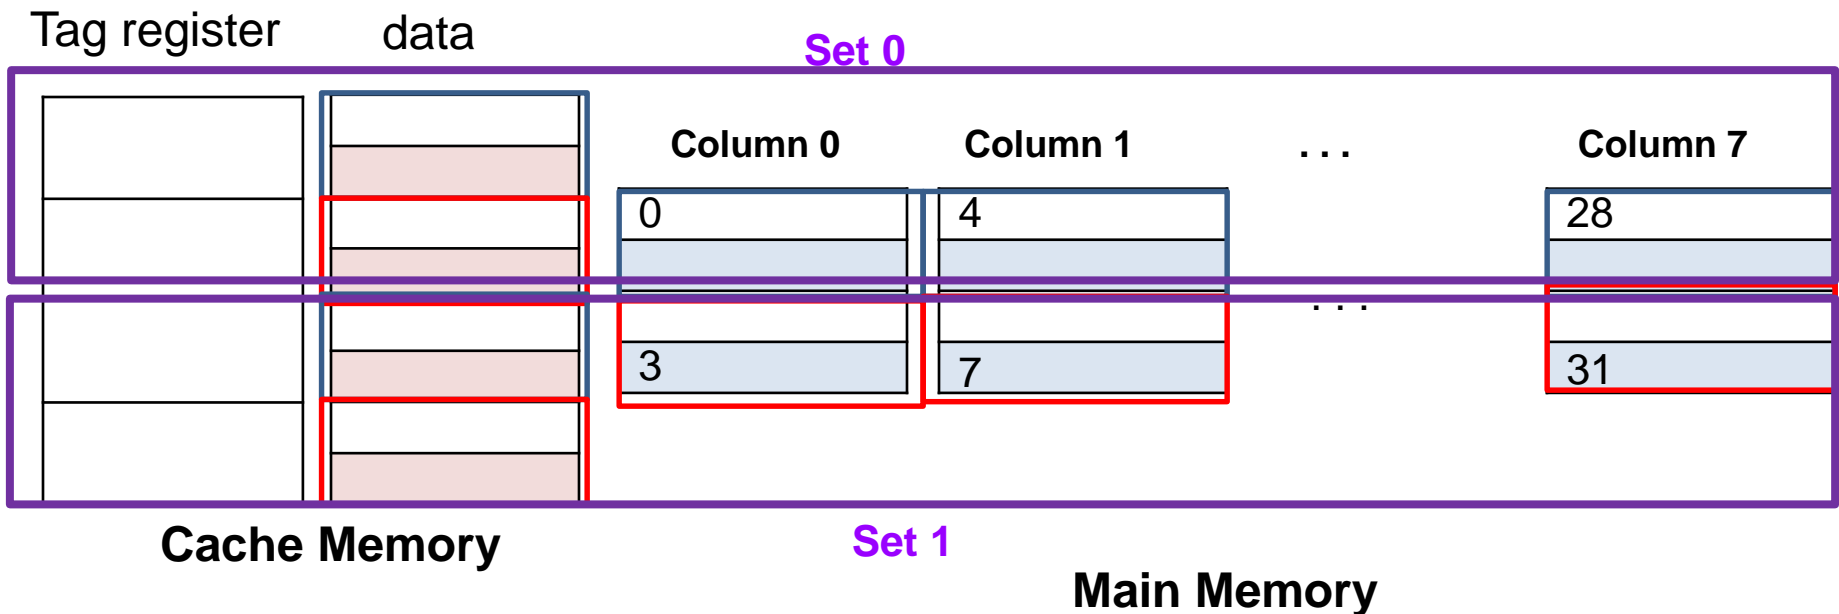 Tag register data Set 0
Column 0 Column 1 . . . Column 7
0 4 28
. . .
3 7 31
Cache Memory Set 1
Main Memory